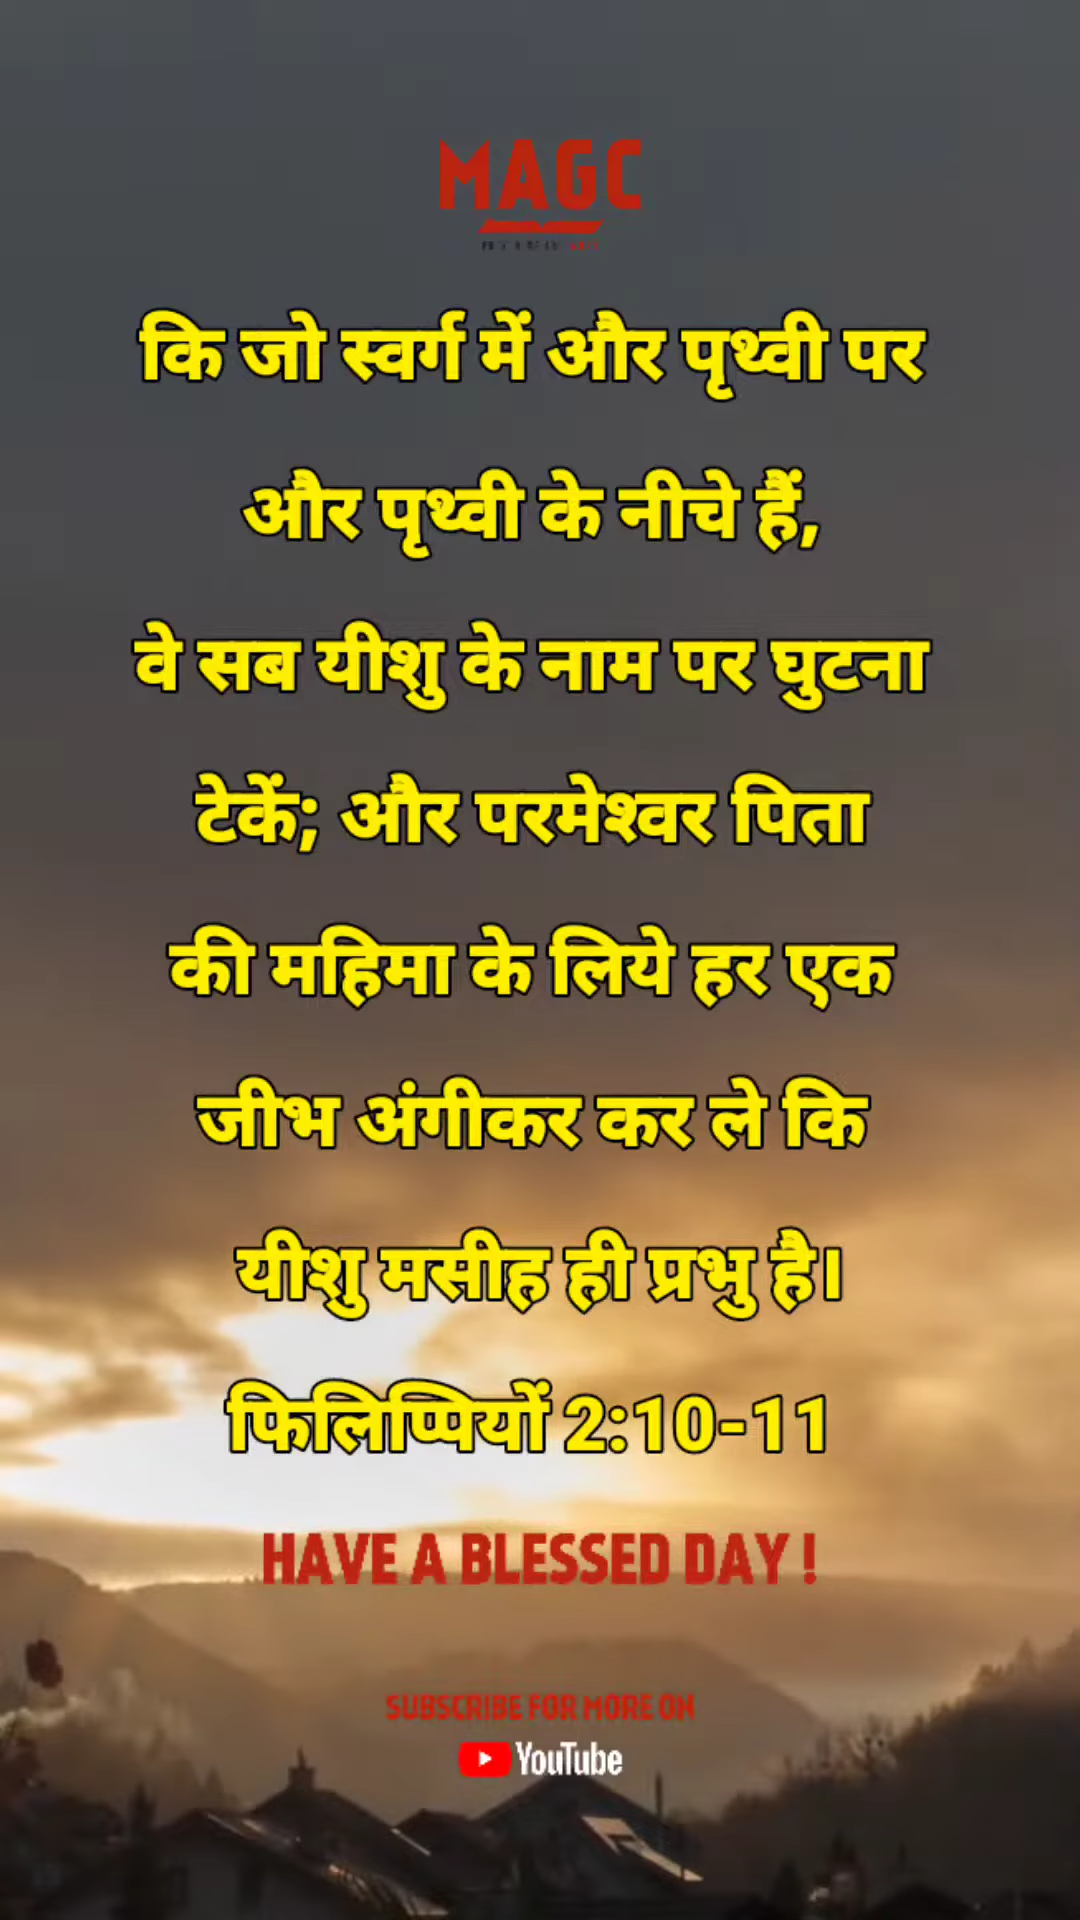 MAGC
कि जो स्वर्ग में और पृथ्वी पर
और पृथ्वी के नीचे हैं,
वे सब यीशु के नाम पर घुटना
टेकें; और परमेश्वर पिता
की महिमा के लिये हर एक
जीभ अंगीकर कर ले कि
यीशु मसीह ही प्रभु है।
फिलिप्पियों 2:10-11
HAVE A BLESSED DAY !
SUBSCRIBE FOR MORE ON
YouTube